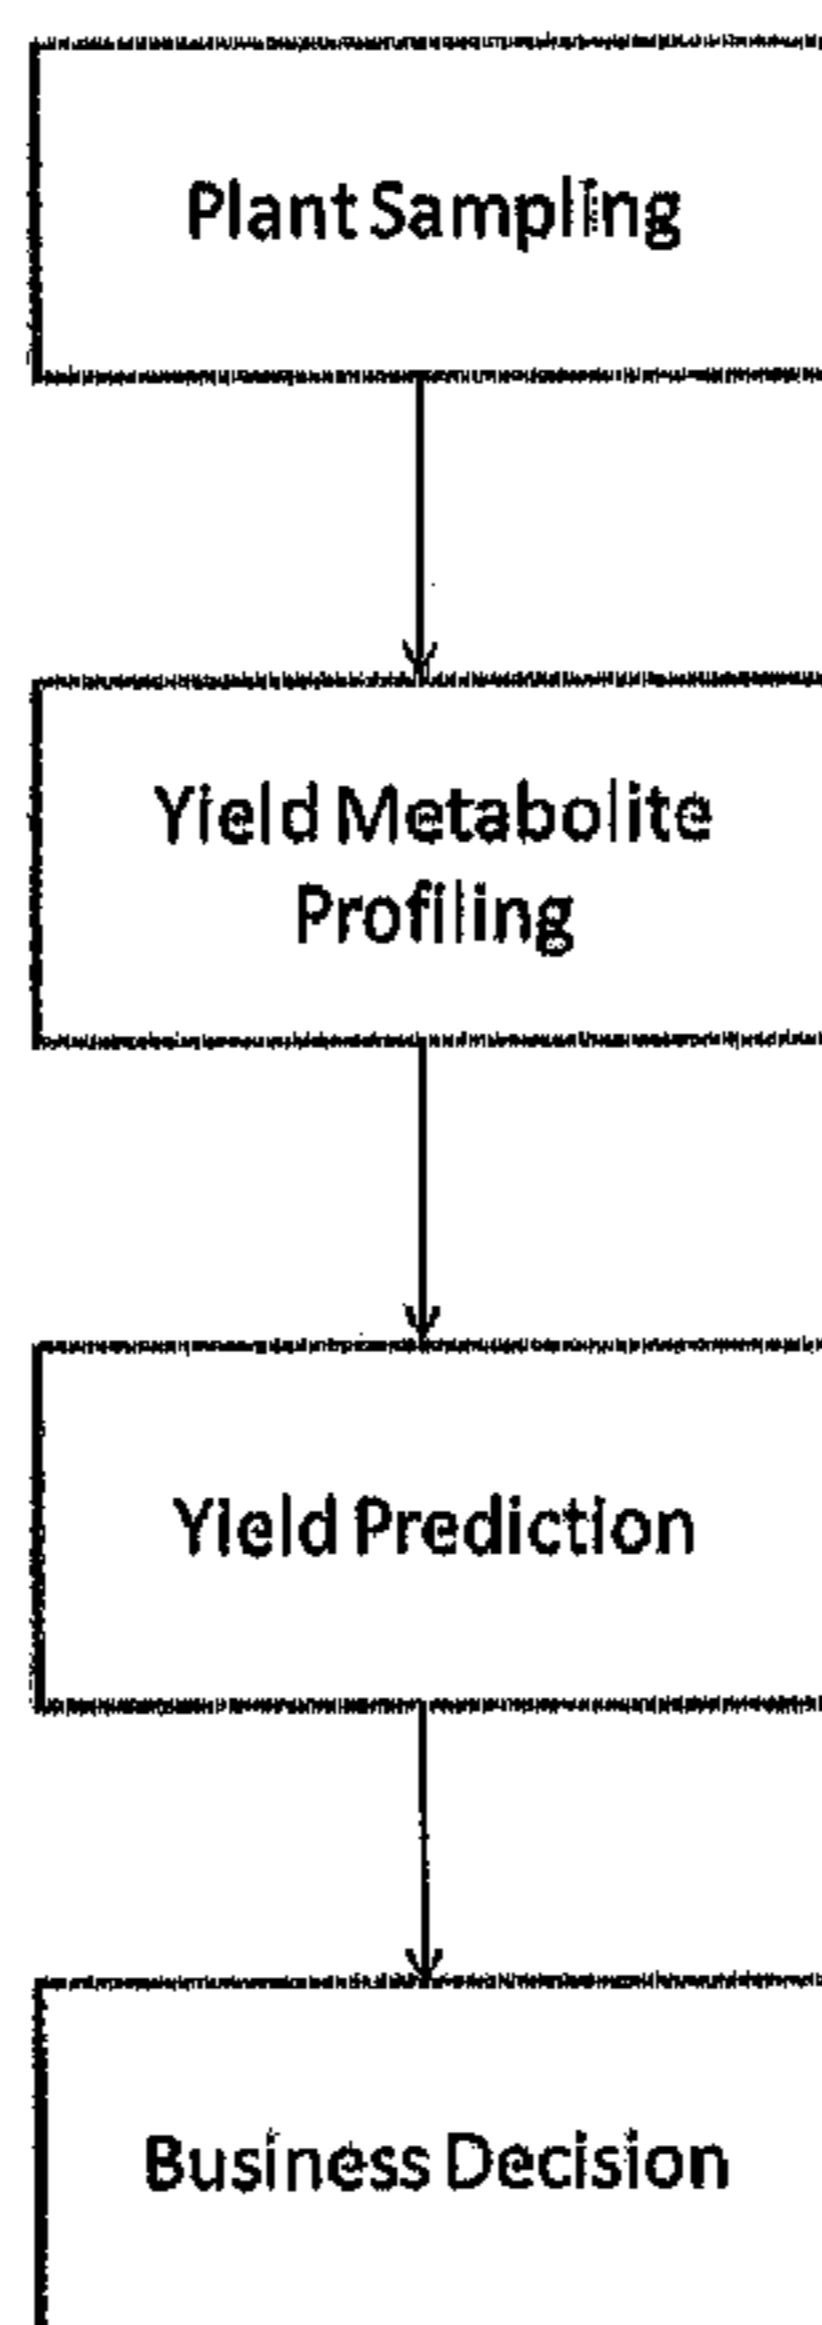 Plant Sampling
Yield Metabolite
Profiling
Yield Prediction
Business Decision